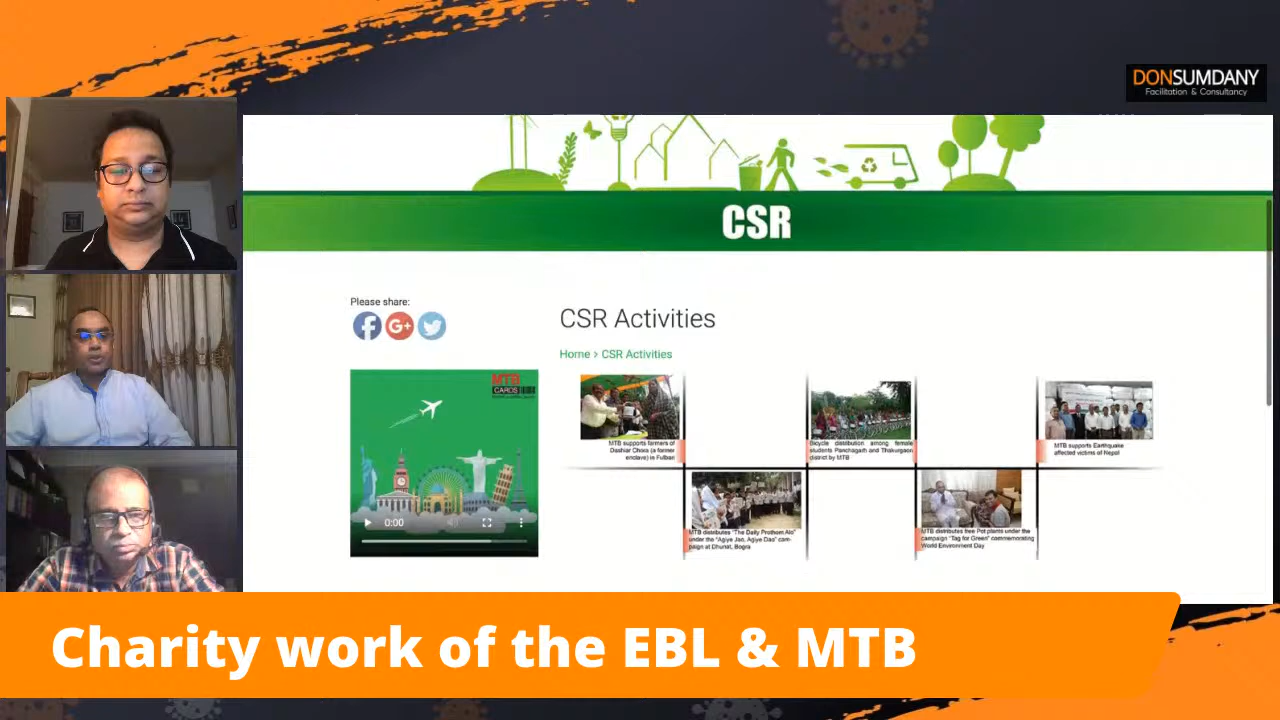 DONSUMDANY
Facilitation & Consultancy
CSR
Please share:
CSR Activities
Home > CSR Activities
MTB
CARDS
0:00
MTB supports farmers of
Dashiar Chora (a former
enclave) in Fulbari
Bicycle distribution among female
students Panchagarh and Thakurgaon
district by MTB
MTB supports Earthquake
affected victims of Nepal
MTB distributes "The Daily Prothom Alo"
under the "Agiye Jao, Agiye Dao" cam-
paign at Dhunat, Bogra
MTB distributes free Pot plants under the
campaign "Tag for Green" commemorating
World Environment Day
Charity work of the EBL & MTB